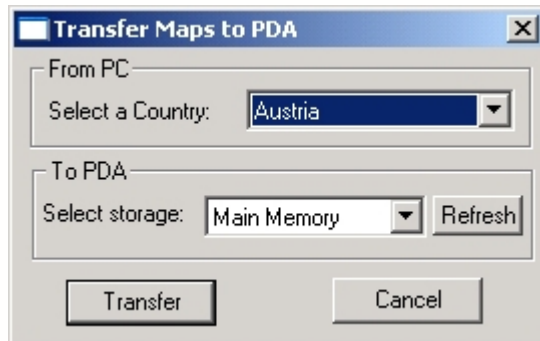 Transfer Maps to PDA
From PC
Select a Country: Austria
To PDA
Select storage: Main Memory Refresh
Transfer Cancel